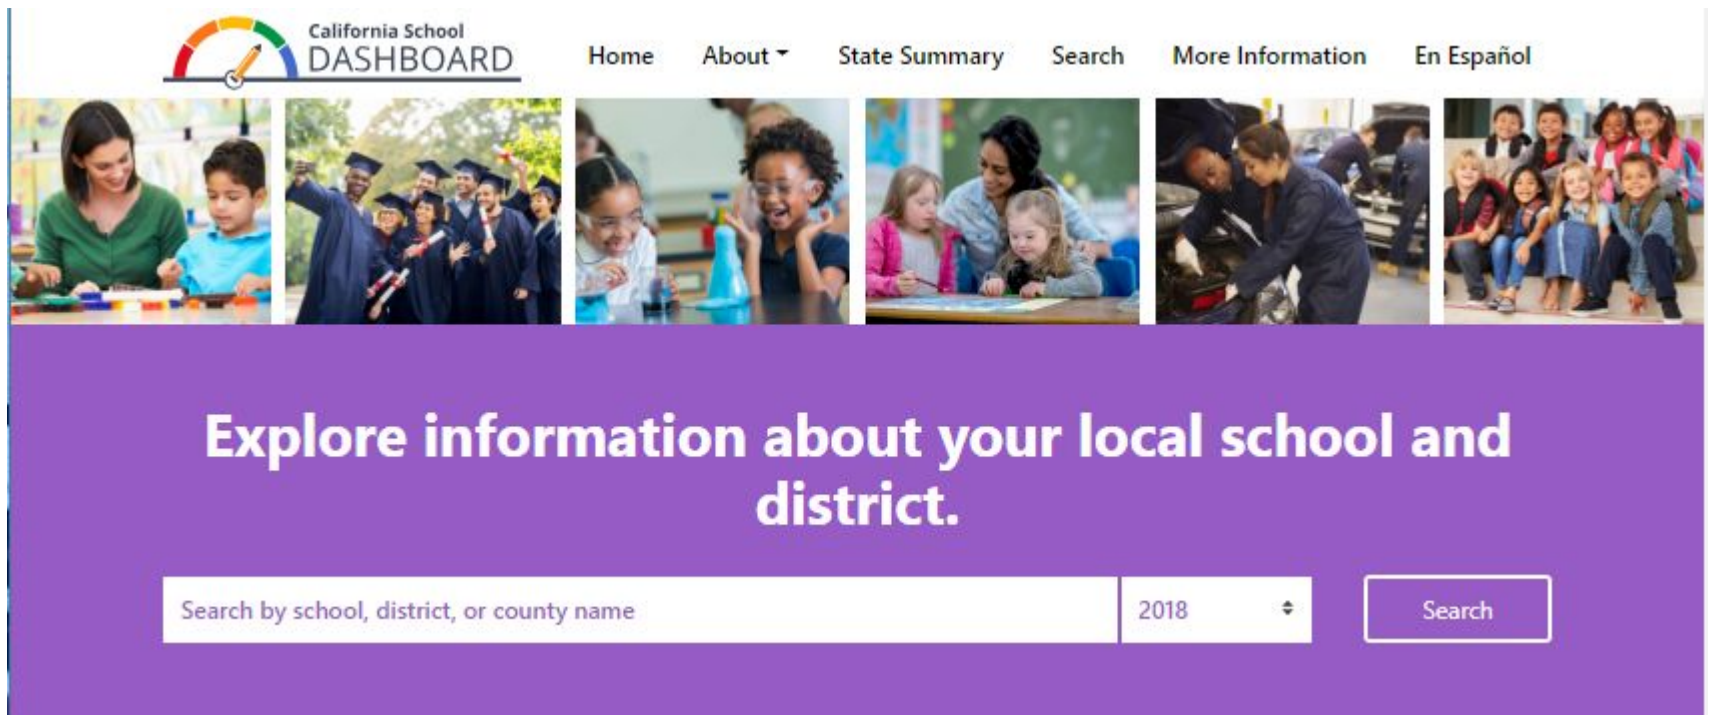 California School
DASHBOARD
Home About State Summary Search More Information En Español
Explore information about your local school and
district.
Search by school, district, or county name 2018 Search